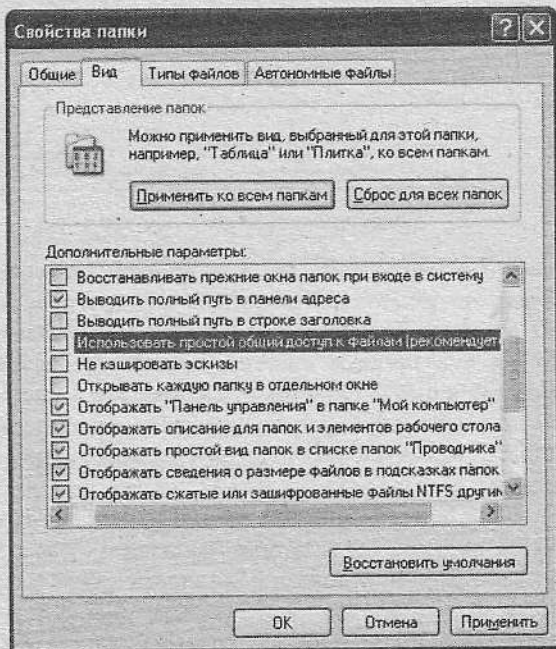 Свойства папки
Общие Вид Типы файлов Автономные файлы
Представление папок
Можно применить вид, выбранный для этой папки,
например, "Таблица" или "Плитка", ко всем папкам.
Применить ко всем папкам Сброс для всех папок
Дополнительные параметры:
Восстанавливать прежние окна папок при входе в систему
Выводить полный путь в панели адреса
Выводить полный путь в строке заголовка
Использовать простой общий доступ к файлам (рекомендует
Не кэшировать эскизы
Открывать каждую папку в отдельном окне
Отображать "Панель управления" в папке "Мой компьютер"
Отображать описание для папок и элементов рабочего стола
Отображать простой вид папок в списке папок "Проводника"
Отображать сведения о размере файлов в подсказках папок
Отображать сжатые или зашифрованные файлы NTFS другим
Восстановить умолчания
OK Отмена Применить